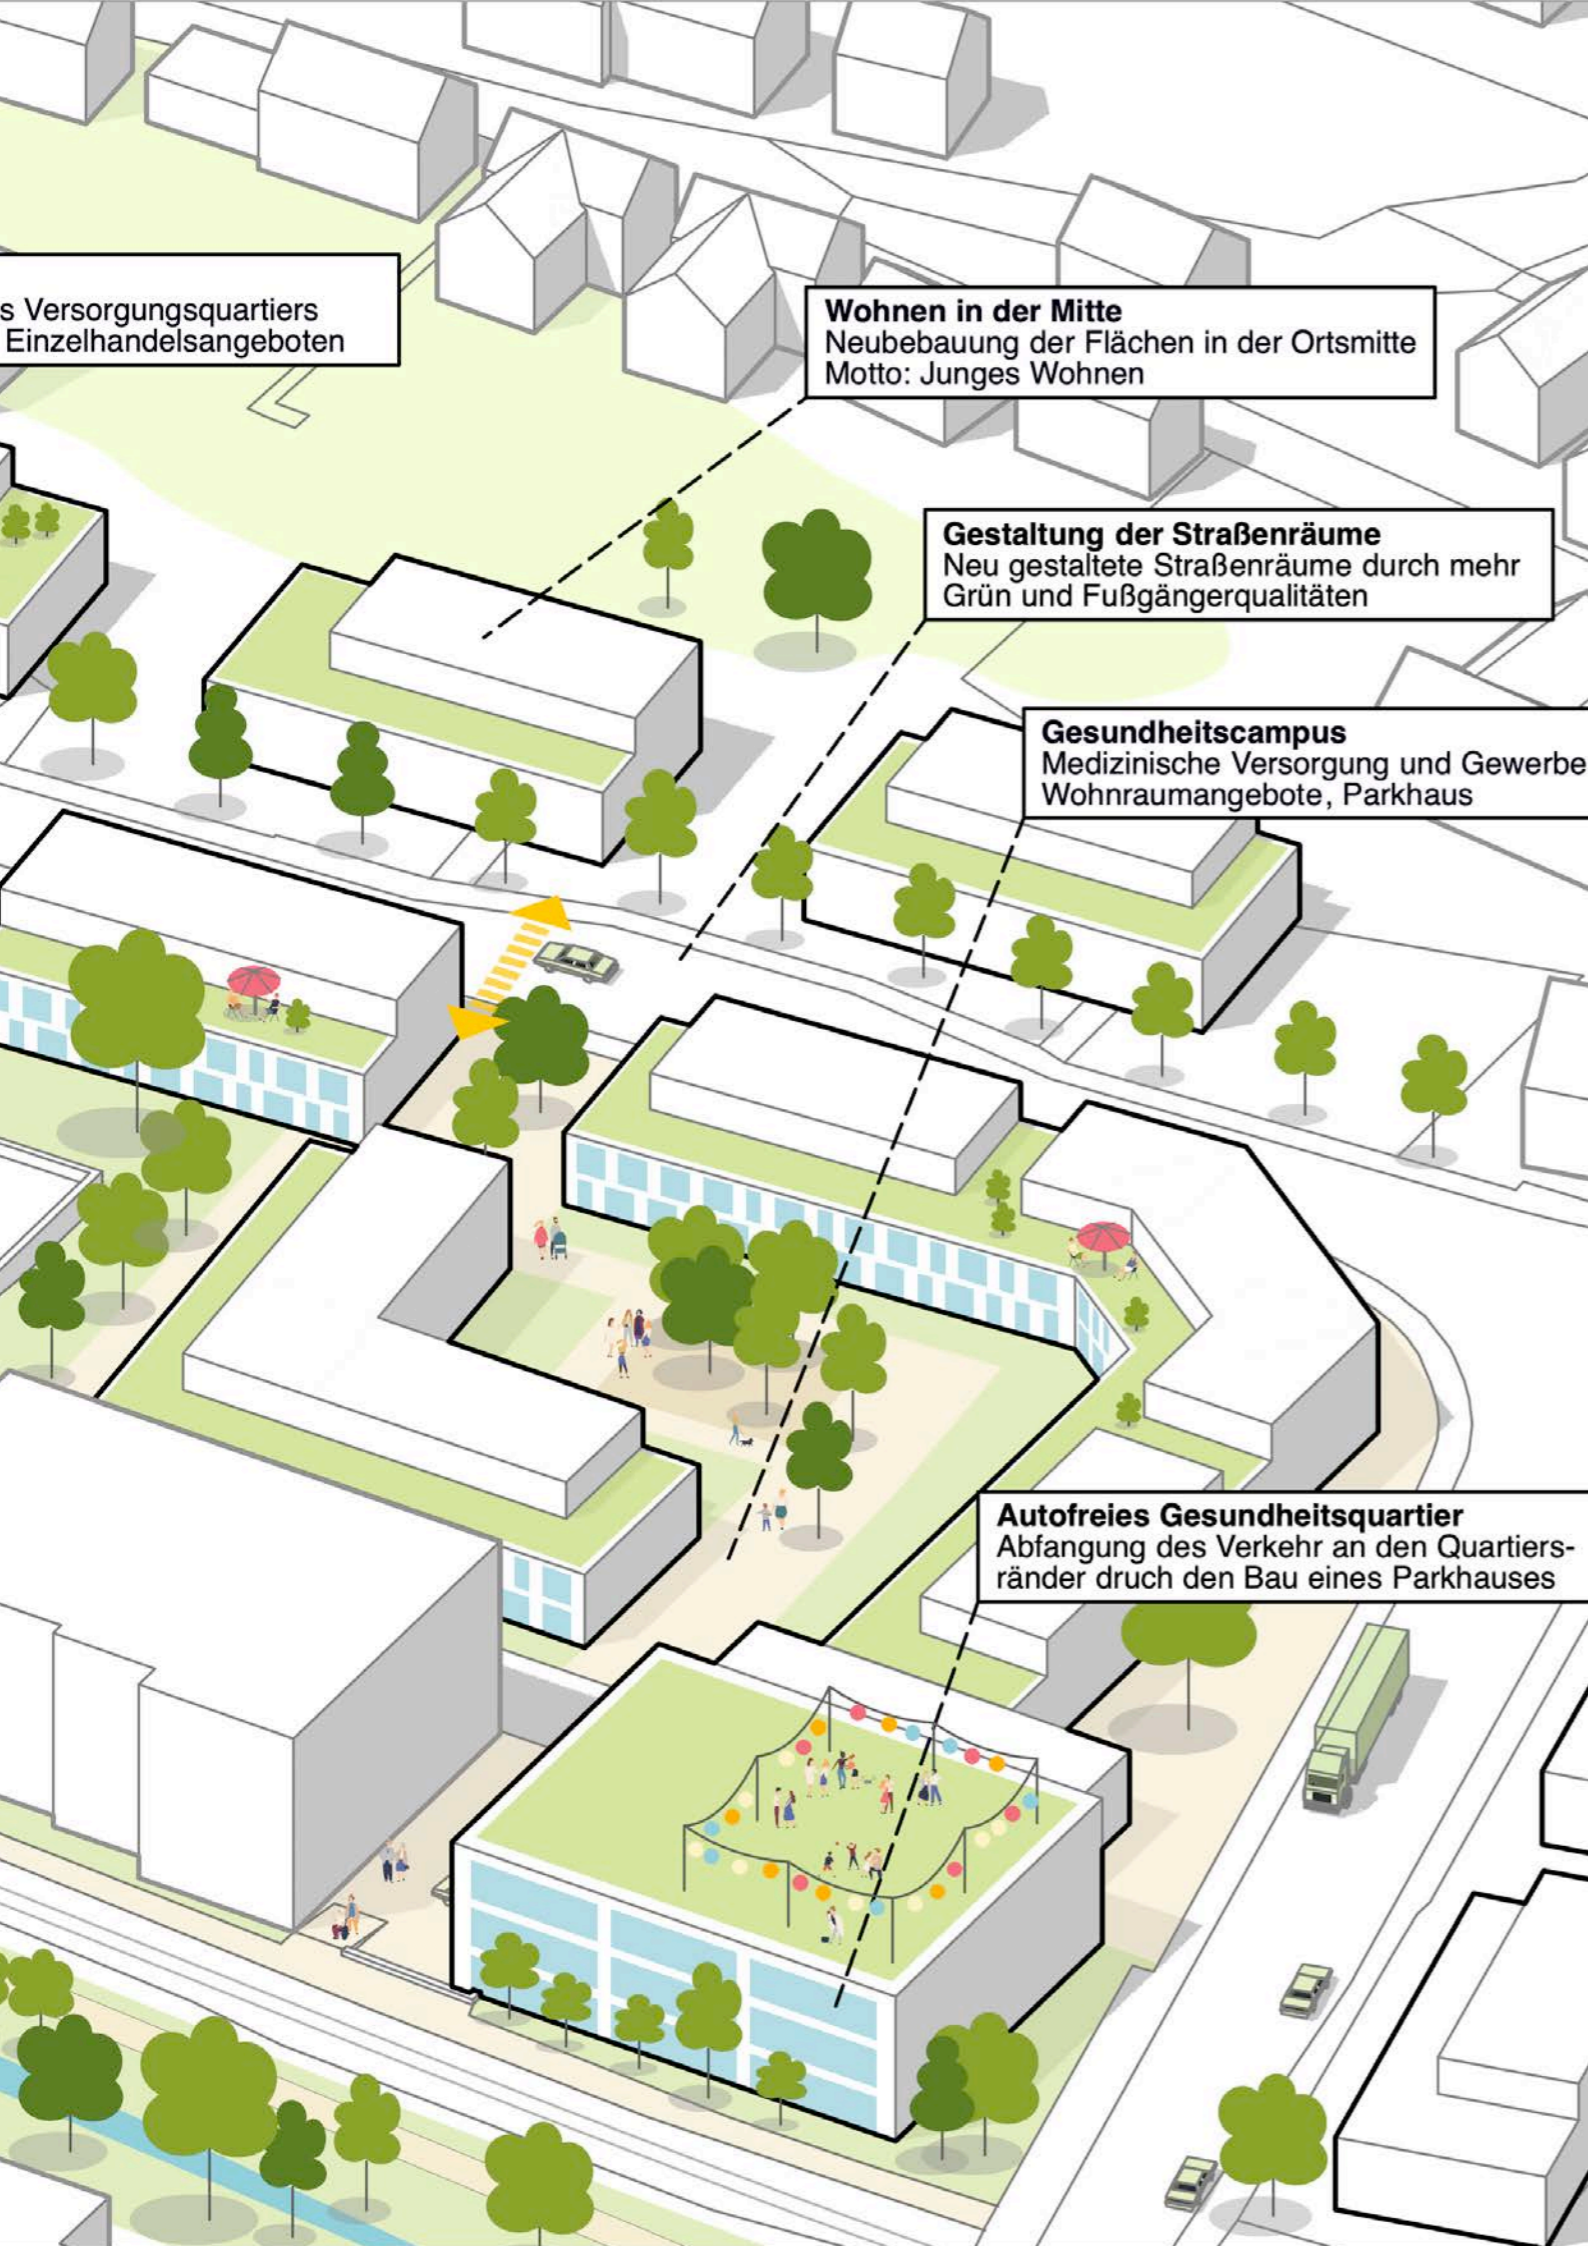 s Versorgungsquartiers
Einzelhandelsangeboten
Wohnen in der Mitte
Neubebauung der Flächen in der Ortsmitte
Motto: Junges Wohnen
Gestaltung der Straßenräume
Neu gestaltete Straßenräume durch mehr
Grün und Fußgängerqualitäten
Gesundheitscampus
Medizinische Versorgung und Gewerbe
Wohnraumangebote, Parkhaus
Autofreies Gesundheitsquartier
Abfangung des Verkehr an den Quartiers-
ränder druch den Bau eines Parkhauses